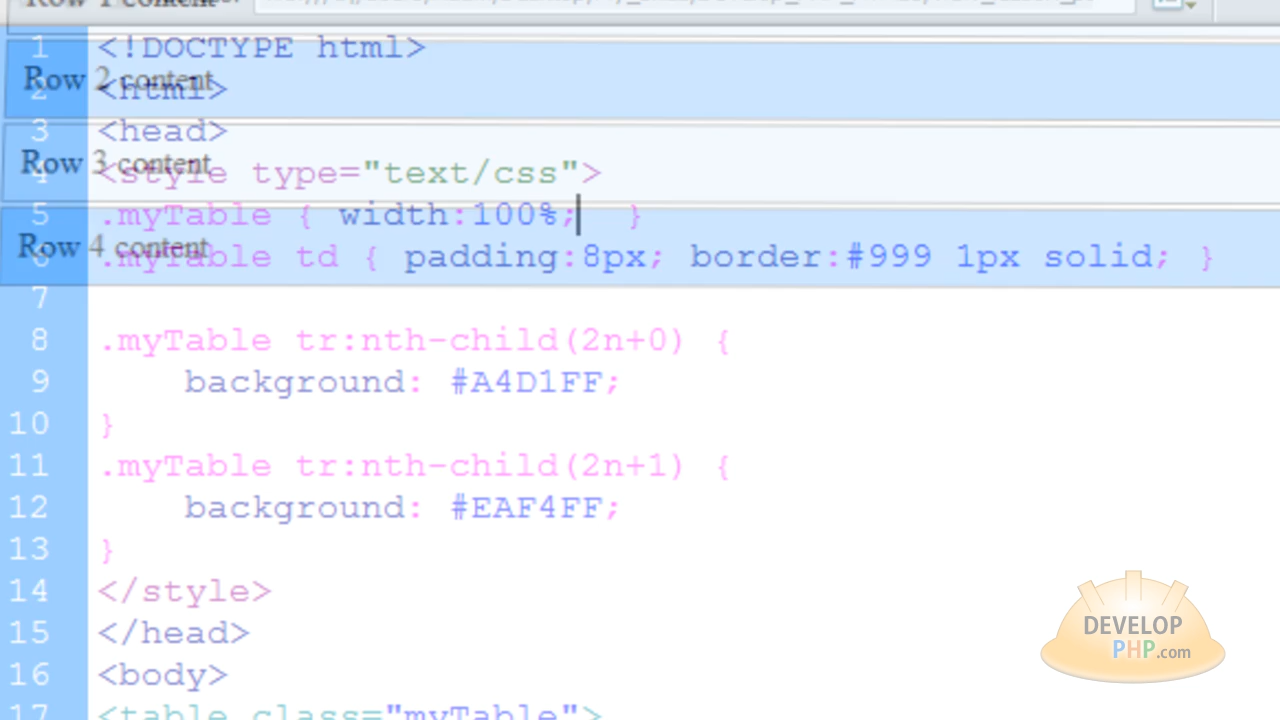 Row 1 content
1 <!DOCTYPE html>
Row 2 content
2 <html>
3 <head>
Row 3 content
4 <style type="text/css">
5 .myTable { width:100%; }
Row 4 content
6 .myTable td { padding:8px; border:#999 1px solid; }
7
8 .myTable tr:nth-child(2n+0) {
9 background: #A4D1FF;
10 }
11 .myTable tr:nth-child(2n+1) {
12 background: #EAF4FF;
13 }
14 </style>
15 </head>
16 <body>
17 <table class="myTable">
DEVELOP
PHP.com